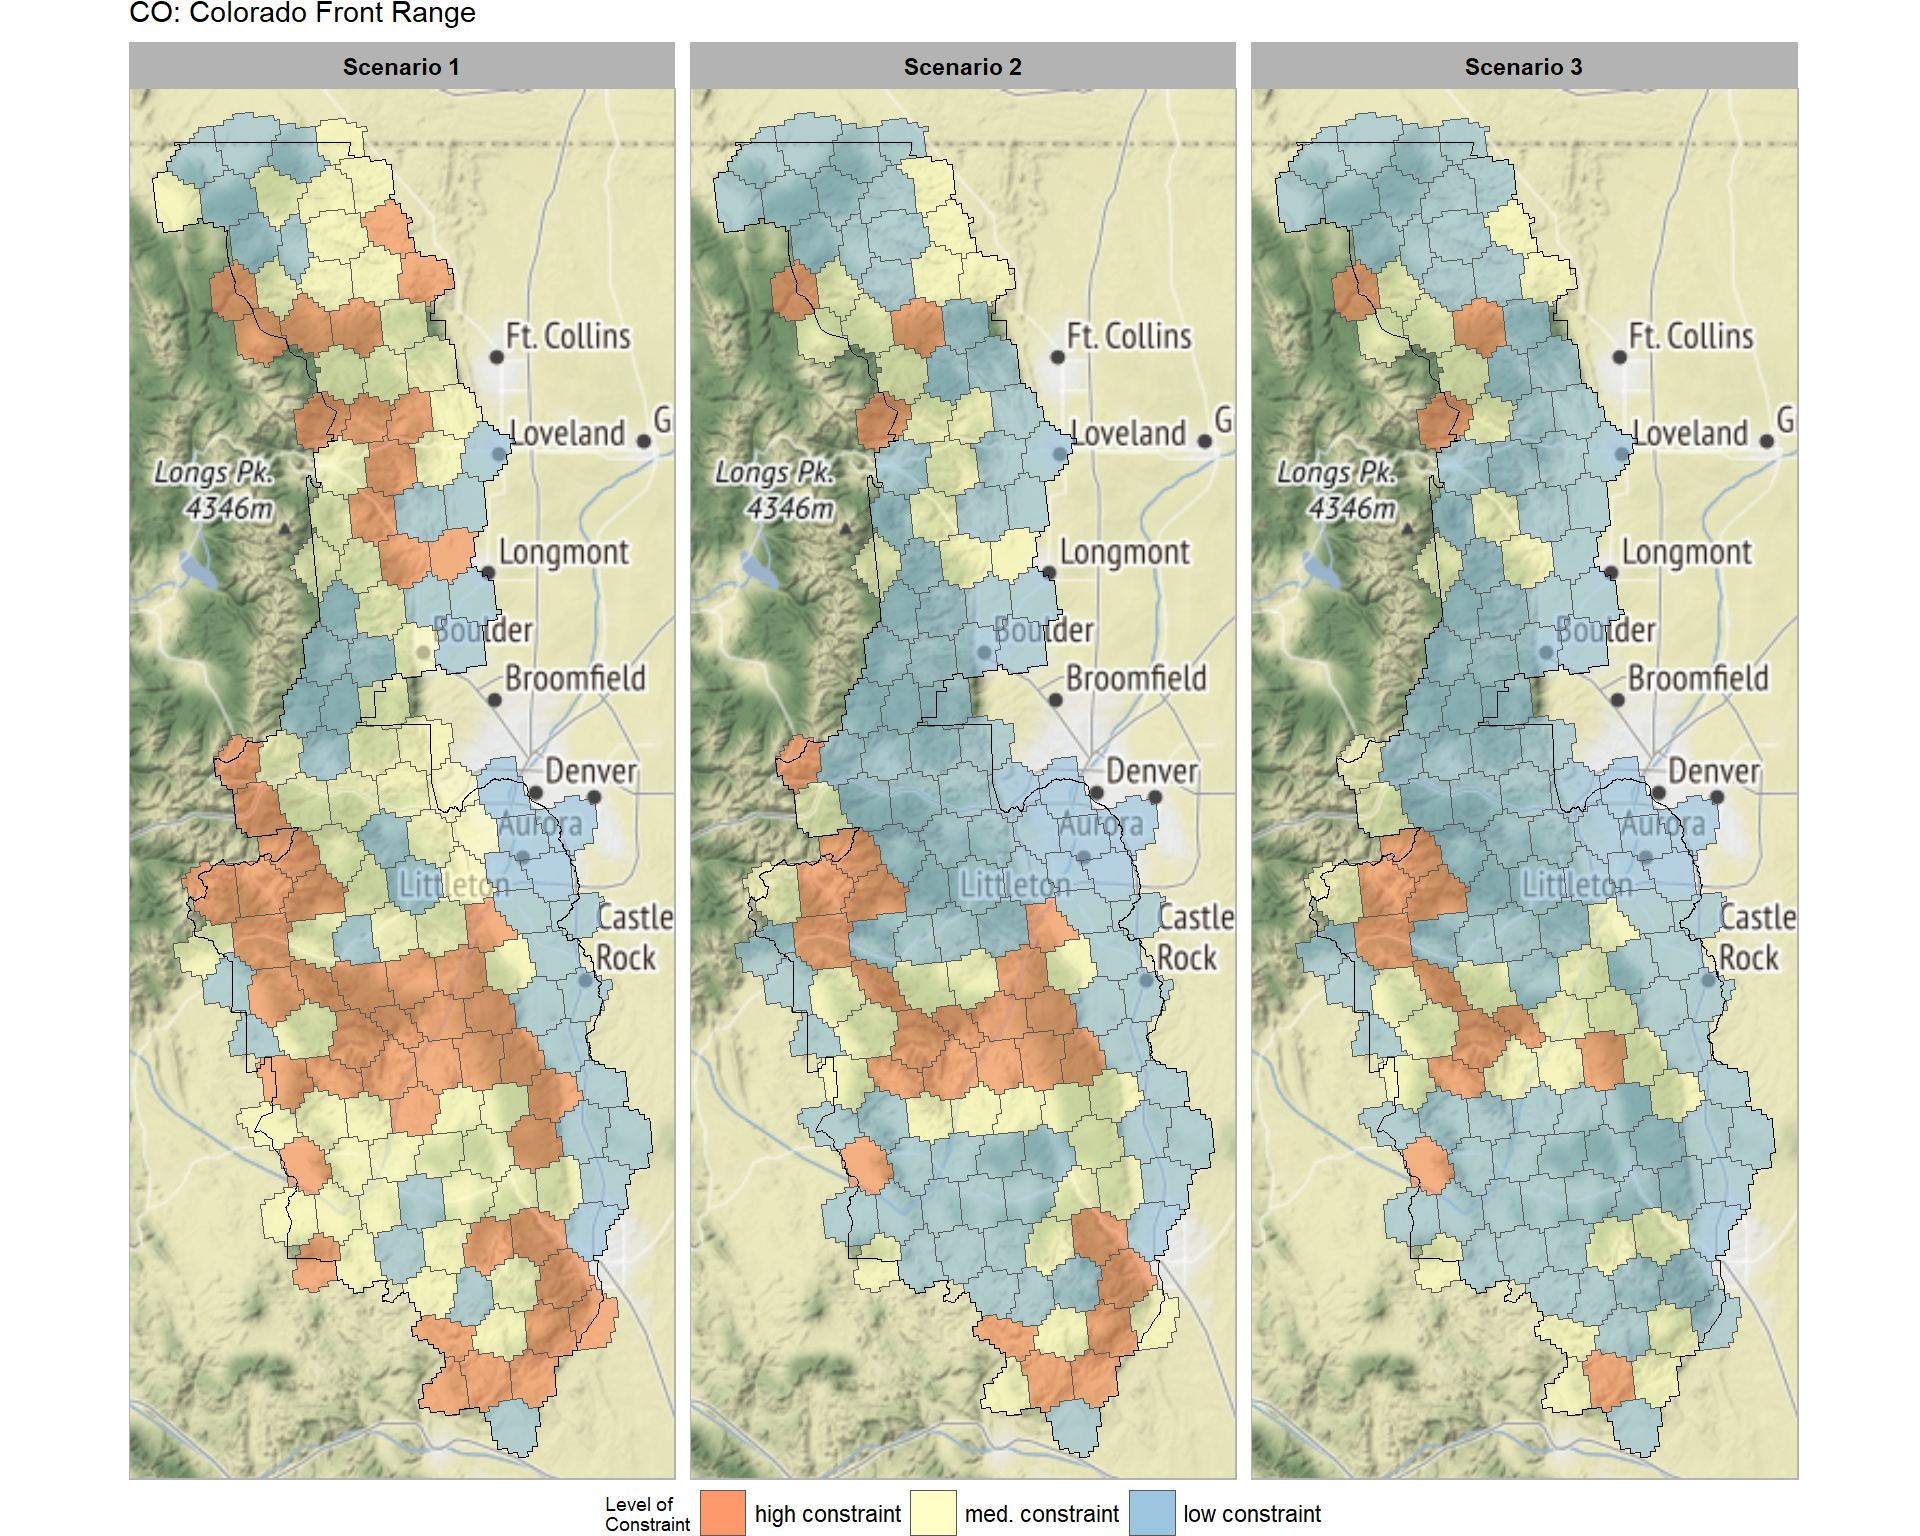 CO: Colorado Front Range
Scenario 1
Scenario 2
Scenario 3
Ft. Collins
Loveland
G
Longs Pk.
4346m
Longmont
Boulder
Broomfield
Denver
Aurora
Littleton
Castle
Rock
Ft. Collins
Loveland
G
Longs Pk.
4346m
Longmont
Boulder
Broomfield
Denver
Aurora
Littleton
Castle
Rock
Ft. Collins
Loveland
G
Longs Pk.
4346m
Longmont
Boulder
Broomfield
Denver
Aurora
Littleton
Castle
Rock
Level of
Constraint
high constraint
med. constraint
low constraint